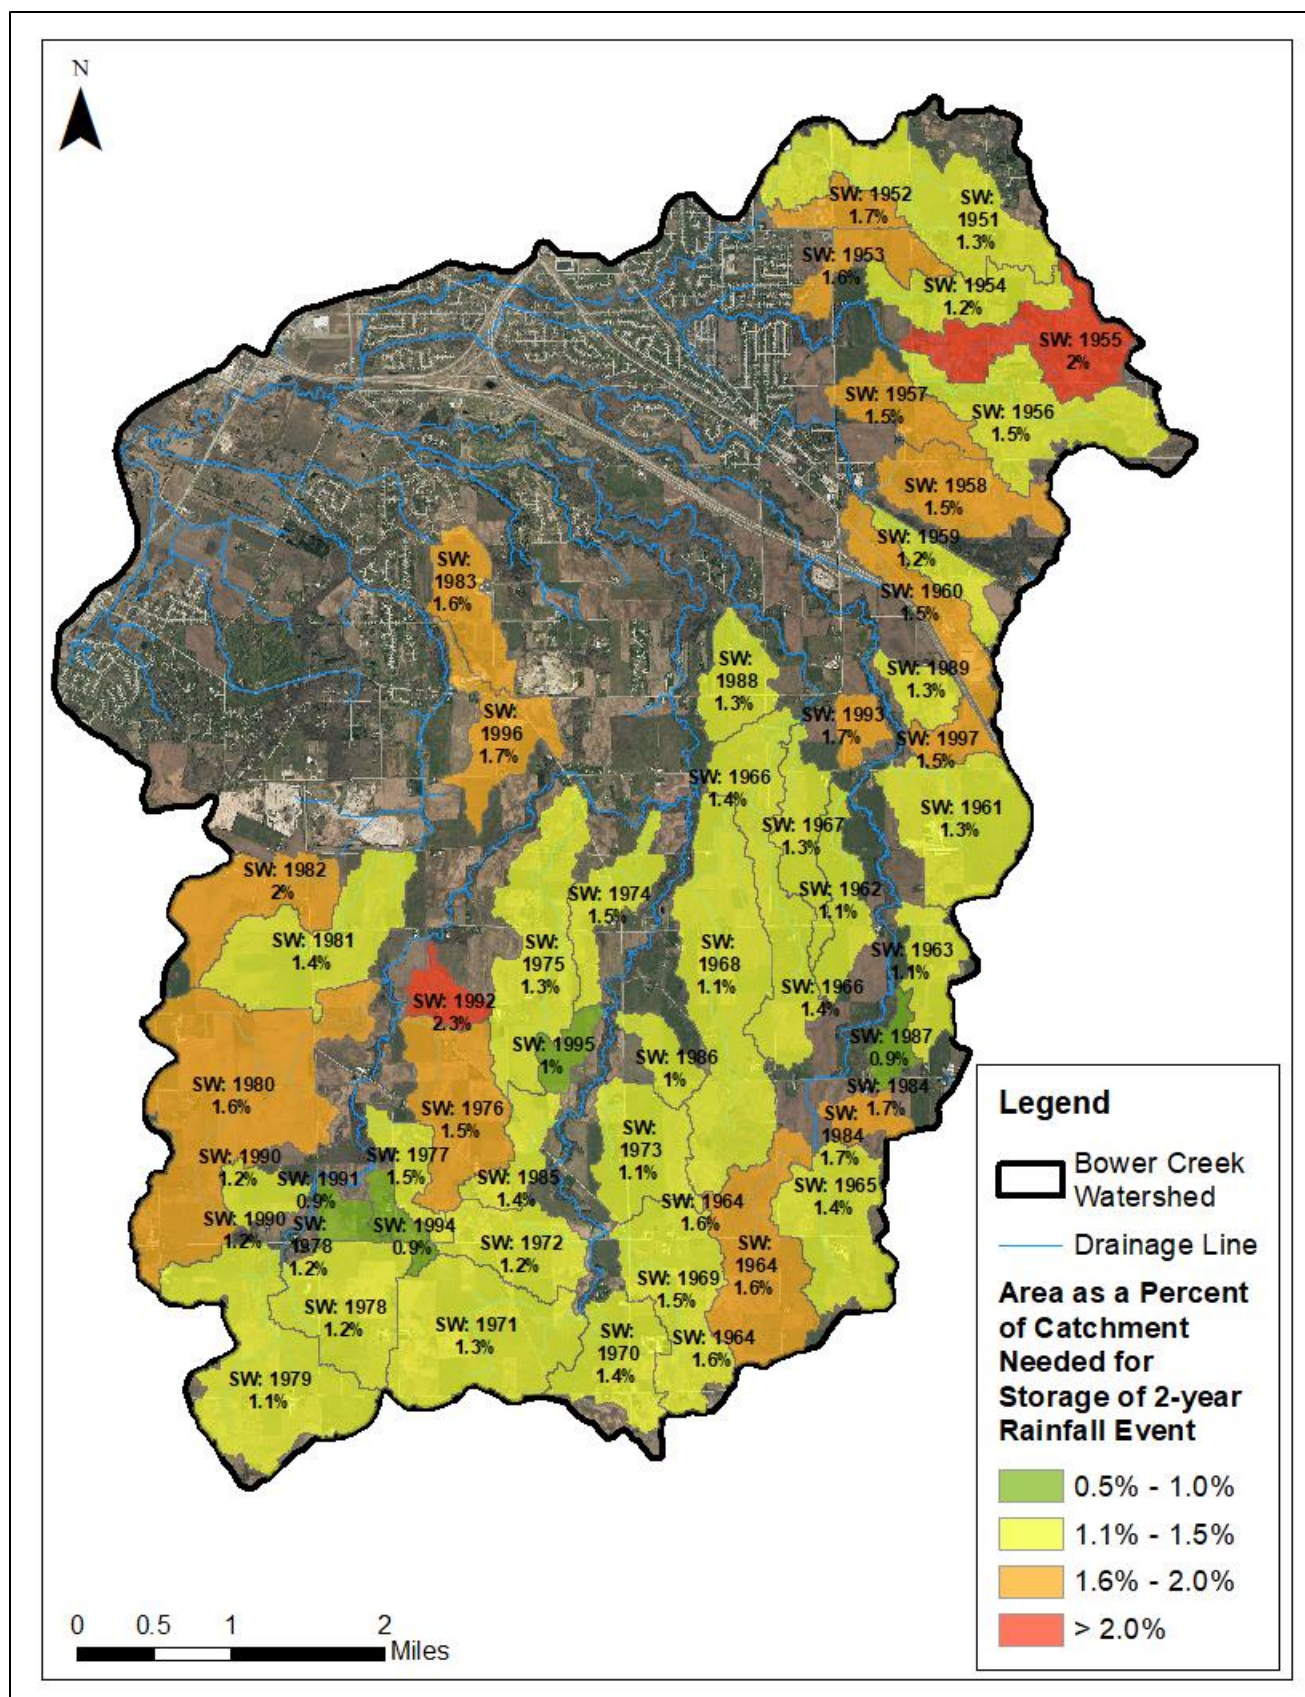 N
SW: 1952
1.7%
SW:
1951
1.3%
SW: 1953
1.6%
SW: 1954
1.2%
SW: 1955
2%
SW: 1957
1.5%
SW: 1956
1.5%
SW: 1958
1.5%
SW: 1959
1.2%
SW:
1983
1.6%
SW: 1960
1.5%
SW:
1988
1.3%
SW: 1989
1.3%
SW:
1996
1.7%
SW: 1993
1.7%
SW: 1997
1.5%
SW: 1966
1.4%
SW: 1961
1.3%
SW: 1967
1.3%
SW: 1982
2%
SW: 1974
1.5%
SW: 1962
1.1%
SW: 1981
1.4%
SW:
1975
1.3%
SW:
1968
1.1%
SW: 1963
1.1%
SW: 1992
2.3%
SW: 1966
1.4%
SW: 1995
1%
SW: 1986
1%
SW: 1987
0.9%
SW: 1980
1.6%
SW: 1976
1.5%
SW: 1984
1.7%
SW:
1984
1.7%
SW:
1973
1.1%
SW: 1990
1.2%
SW: 1991
0.9%
SW: 1977
1.5%
SW: 1985
1.4%
SW: 1965
1.4%
SW: 1964
1.6%
SW: 1990
1.2%
SW:
1978
1.2%
SW: 1994
0.9%
SW: 1972
1.2%
SW:
1964
1.6%
SW: 1969
1.5%
SW: 1978
1.2%
SW: 1971
1.3%
SW:
1970
1.4%
SW: 1964
1.6%
SW: 1979
1.1%
Legend
Bower Creek
Watershed
Drainage Line
Area as a Percent
of Catchment
Needed for
Storage of 2-year
Rainfall Event
0.5% - 1.0%
1.1% - 1.5%
1.6% - 2.0%
> 2.0%
0 0.5 1 2
Miles